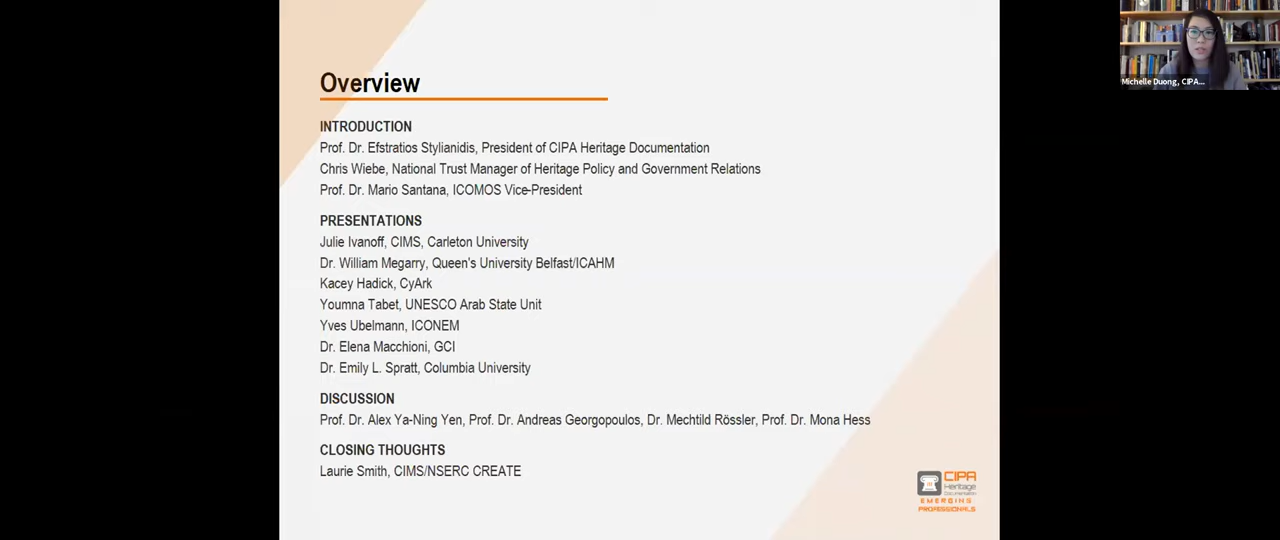 Overview
INTRODUCTION
Prof. Dr. Efstratios Stylianidis, President of CIPA Heritage Documentation
Chris Wiebe, National Trust Manager of Heritage Policy and Government Relations
Prof. Dr. Mario Santana, ICOMOS Vice-President
PRESENTATIONS
Julie Ivanoff, CIMS, Carleton University
Dr. William Megarry, Queen's University Belfast/ICAHM
Kacey Hadick, CyArk
Youmna Tabet, UNESCO Arab State Unit
Yves Ubelmann, ICONEM
Dr. Elena Macchioni, GCI
Dr. Emily L. Spratt, Columbia University
DISCUSSION
Prof. Dr. Alex Ya-Ning Yen, Prof. Dr. Andreas Georgopoulos, Dr. Mechtild Rössler, Prof. Dr. Mona Hess
CLOSING THOUGHTS
Laurie Smith, CIMS/NSERC CREATE
CIPA
Heritage
Documentation
EMERGING
PROFESSIONALS
Michelle Duong, CIPA...